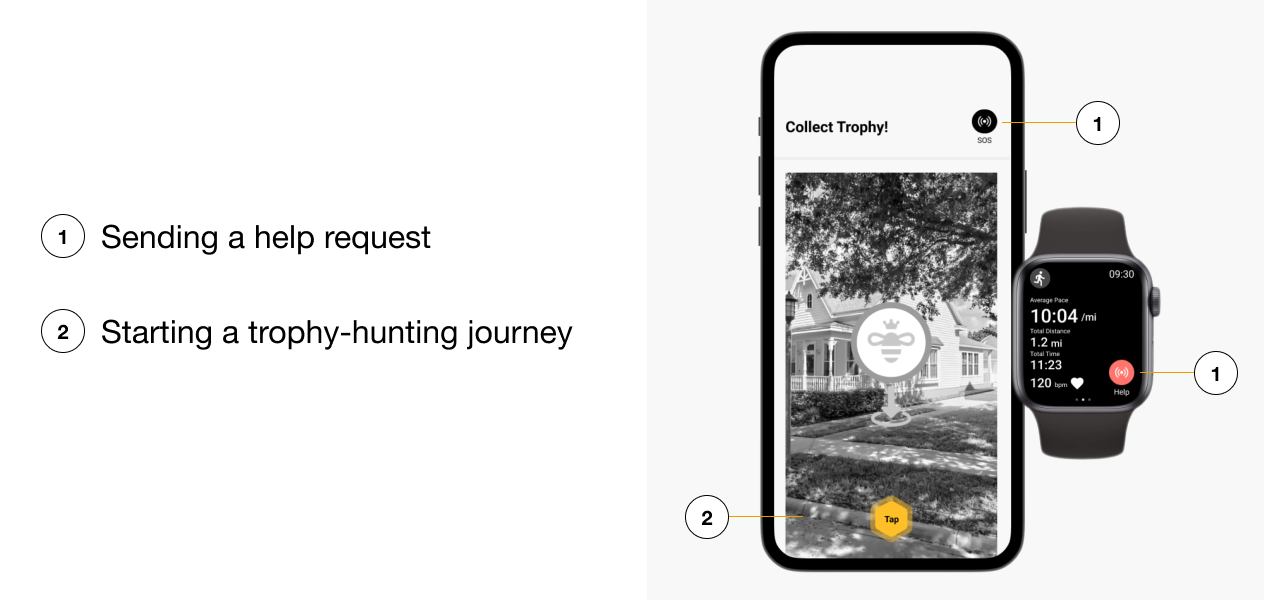 1 Sending a help request
2 Starting a trophy-hunting journey
Collect Trophy!
SOS
1
09:30
Average Pace
10:04 /mi
Total Distance
1.2 mi
Total Time
11:23
120 bpm
Help
1
2
Tap